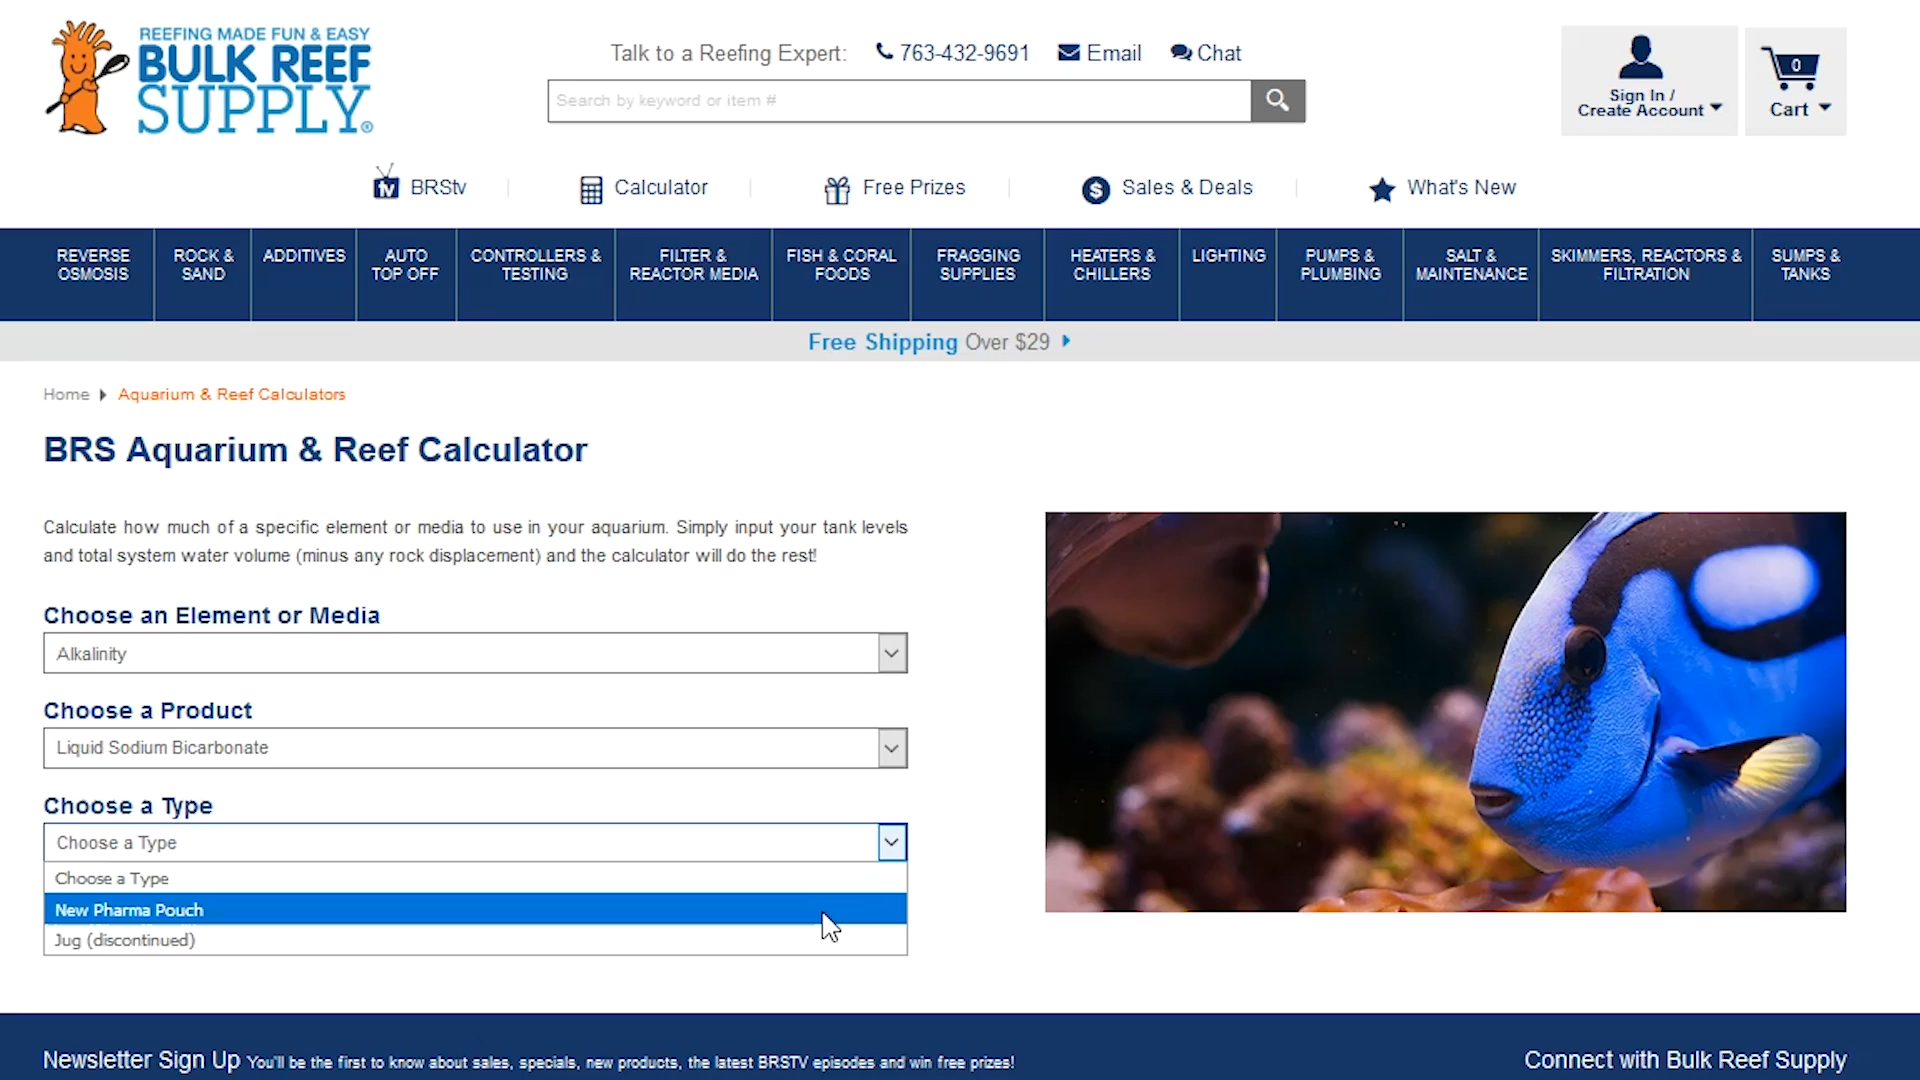 REEFING MADE FUN & EASY
BULK REEF
SUPPLY®
Talk to a Reefing Expert: 763-432-9691 Email Chat
Search by keyword or item #
Sign In /
Create Account
0
Cart
tv BRStv
Calculator
Free Prizes
$ Sales & Deals
What's New
REVERSE
OSMOSIS
ROCK &
SAND
ADDITIVES
AUTO
TOP OFF
CONTROLLERS &
TESTING
FILTER &
REACTOR MEDIA
FISH & CORAL
FOODS
FRAGGING
SUPPLIES
HEATERS &
CHILLERS
LIGHTING
PUMPS &
PLUMBING
SALT &
MAINTENANCE
SKIMMERS, REACTORS &
FILTRATION
SUMPS &
TANKS
Free Shipping Over $29
Home Aquarium & Reef Calculators
BRS Aquarium & Reef Calculator
Calculate how much of a specific element or media to use in your aquarium. Simply input your tank levels
and total system water volume (minus any rock displacement) and the calculator will do the rest!
Choose an Element or Media
Alkalinity
Choose a Product
Liquid Sodium Bicarbonate
Choose a Type
Choose a Type
Choose a Type
New Pharma Pouch
Jug (discontinued)
Newsletter Sign Up You'll be the first to know about sales, specials, new products, the latest BRSTV episodes and win free prizes!
Connect with Bulk Reef Supply